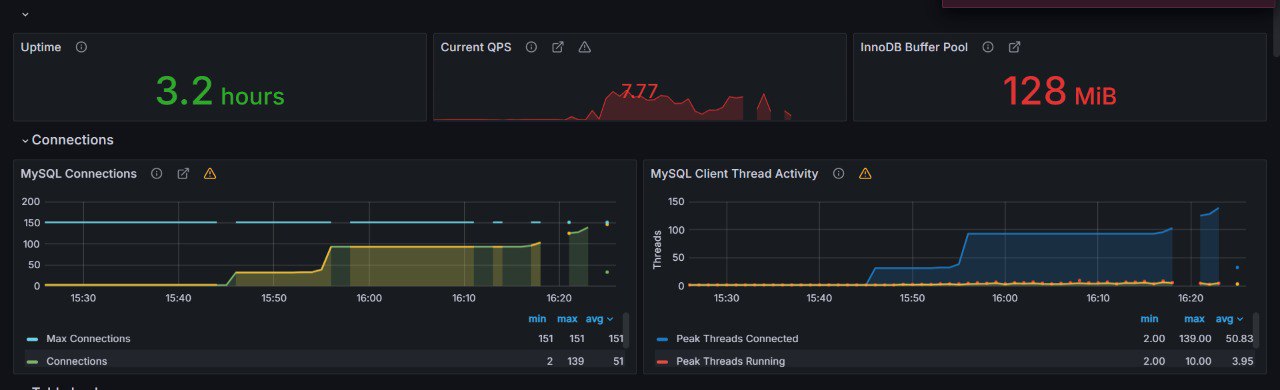 Uptime
Current QPS
InnoDB Buffer Pool
3.2 hours
7.77
128 MiB
Connections
MySQL Connections
200
150
100
50
0
15:30 15:40 15:50 16:00 16:10 16:20
min max avg
Max Connections 151 151 151
Connections 2 139 51
MySQL Client Thread Activity
Threads
150
100
50
0
15:30 15:40 15:50 16:00 16:10 16:20
min max avg
Peak Threads Connected 2.00 139.00 50.83
Peak Threads Running 2.00 10.00 3.95